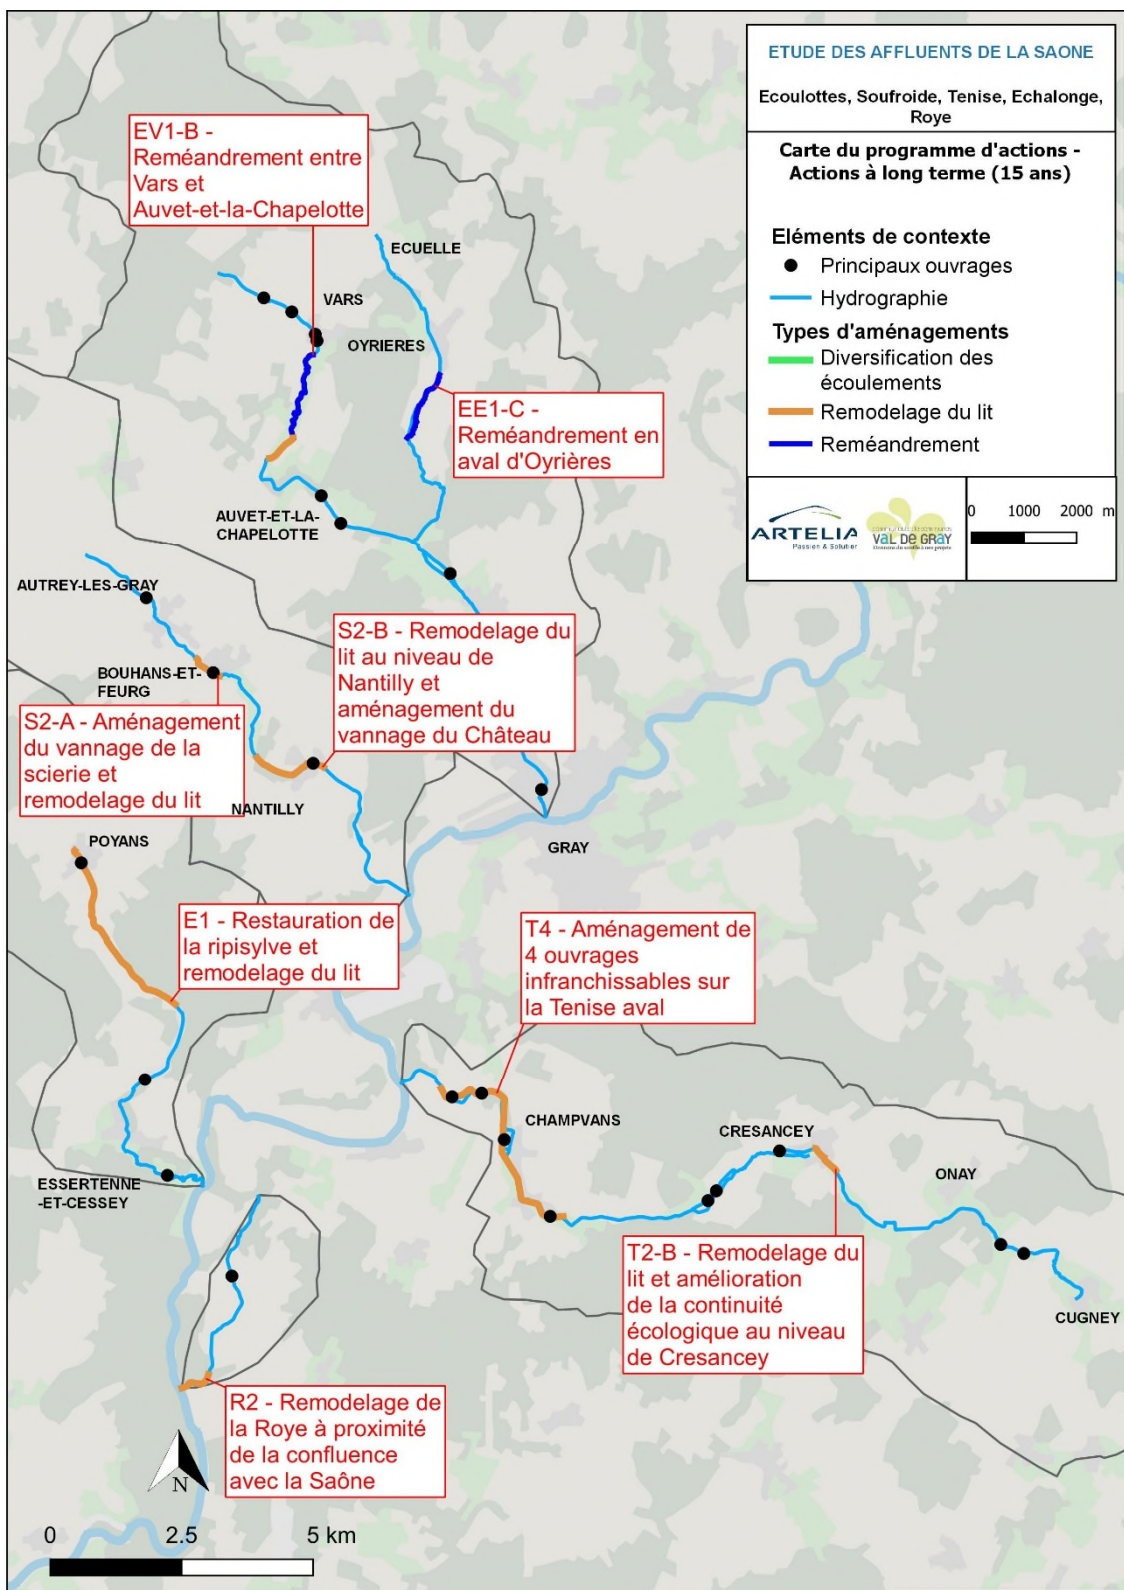 ETUDE DES AFFLUENTS DE LA SAONE
Ecoulottes, Soufroide, Tenise, Echalonge,
Roye
Carte du programme d'actions -
Actions à long terme (15 ans)
Eléments de contexte
Principaux ouvrages
Hydrographie
Types d'aménagements
Diversification des
écoulements
Remodelage du lit
Reméandrement
ARTELIA
Passion & Solutions
VAL DE GRAY
0 1000 2000 m
EV1-B -
Reméandrement entre
Vars et
Auvet-et-la-Chapelotte
ECUELLE
VARS
OYRIERES
EE1-C -
Reméandrement en
aval d'Oyrières
AUVET-ET-LA-
CHAPELOTTE
AUTREY-LES-GRAY
S2-B - Remodelage du
lit au niveau de
Nantilly et
aménagement du
vannage du Château
BOUHANS-ET-
FEURG
S2-A - Aménagement
du vannage de la
scierie et
remodelage du lit
NANTILLY
POYANS
GRAY
E1 - Restauration de
la ripisylve et
remodelage du lit
T4 - Aménagement de
4 ouvrages
infranchissables sur
la Tenise aval
CHAMPVANS
CRESANCEY
ONAY
ESSERTENNE
-ET-CESSEY
T2-B - Remodelage du
lit et amélioration
de la continuité
écologique au niveau
de Cresancey
CUGNEY
R2 - Remodelage de
la Roye à proximité
de la confluence
avec la Saône
N
0 2.5 5 km